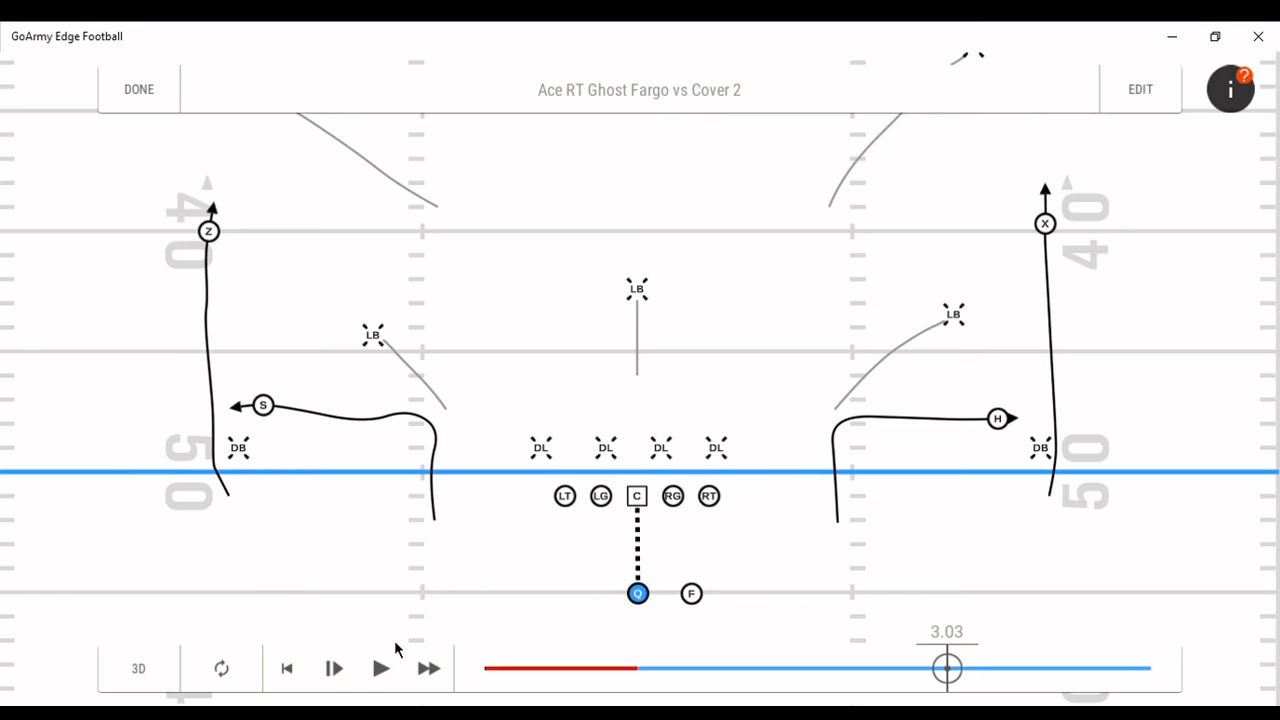 GoArmy Edge Football
DONE
Ace RT Ghost Fargo vs Cover 2
EDIT
?
i
40
40
Z
X
LB
LB
LB
S
H
DB
DL
DL
DL
DL
DB
50
50
LT
LG
C
RG
RT
Q
F
3.03
3D